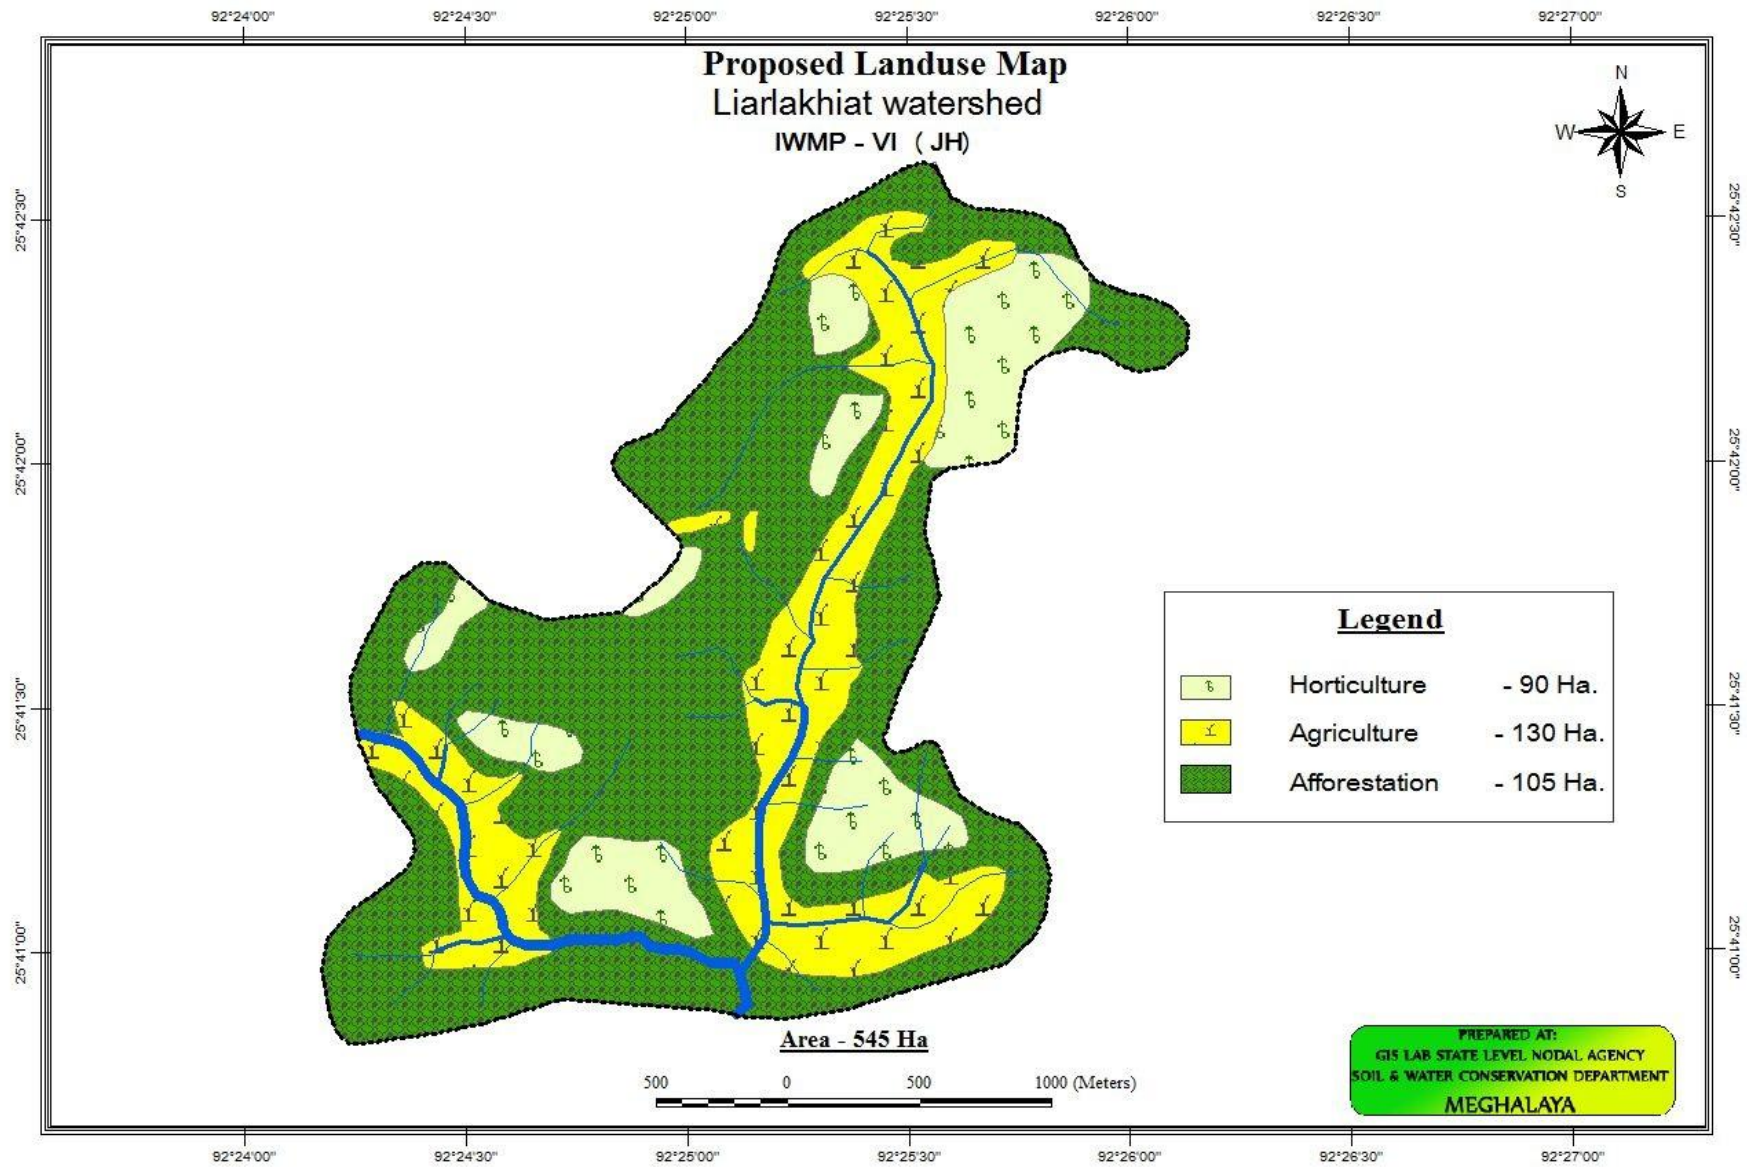 92°24'00" 92°24'30" 92°25'00" 92°25'30" 92°26'00" 92°26'30" 92°27'00"
Proposed Landuse Map
Liarlakhiat watershed
IWMP - VI ( JH)
N
W E
S
25°42'30" 25°42'30"
25°42'00" 25°42'00"
25°41'30" 25°41'30"
25°41'00" 25°41'00"
Legend
Horticulture - 90 Ha.
Agriculture - 130 Ha.
Afforestation - 105 Ha.
Area - 545 Ha
500 0 500 1000 (Meters)
PREPARED AT:
GIS LAB STATE LEVEL NODAL AGENCY
SOIL & WATER CONSERVATION DEPARTMENT
MEGHALAYA
92°24'00" 92°24'30" 92°25'00" 92°25'30" 92°26'00" 92°26'30" 92°27'00"